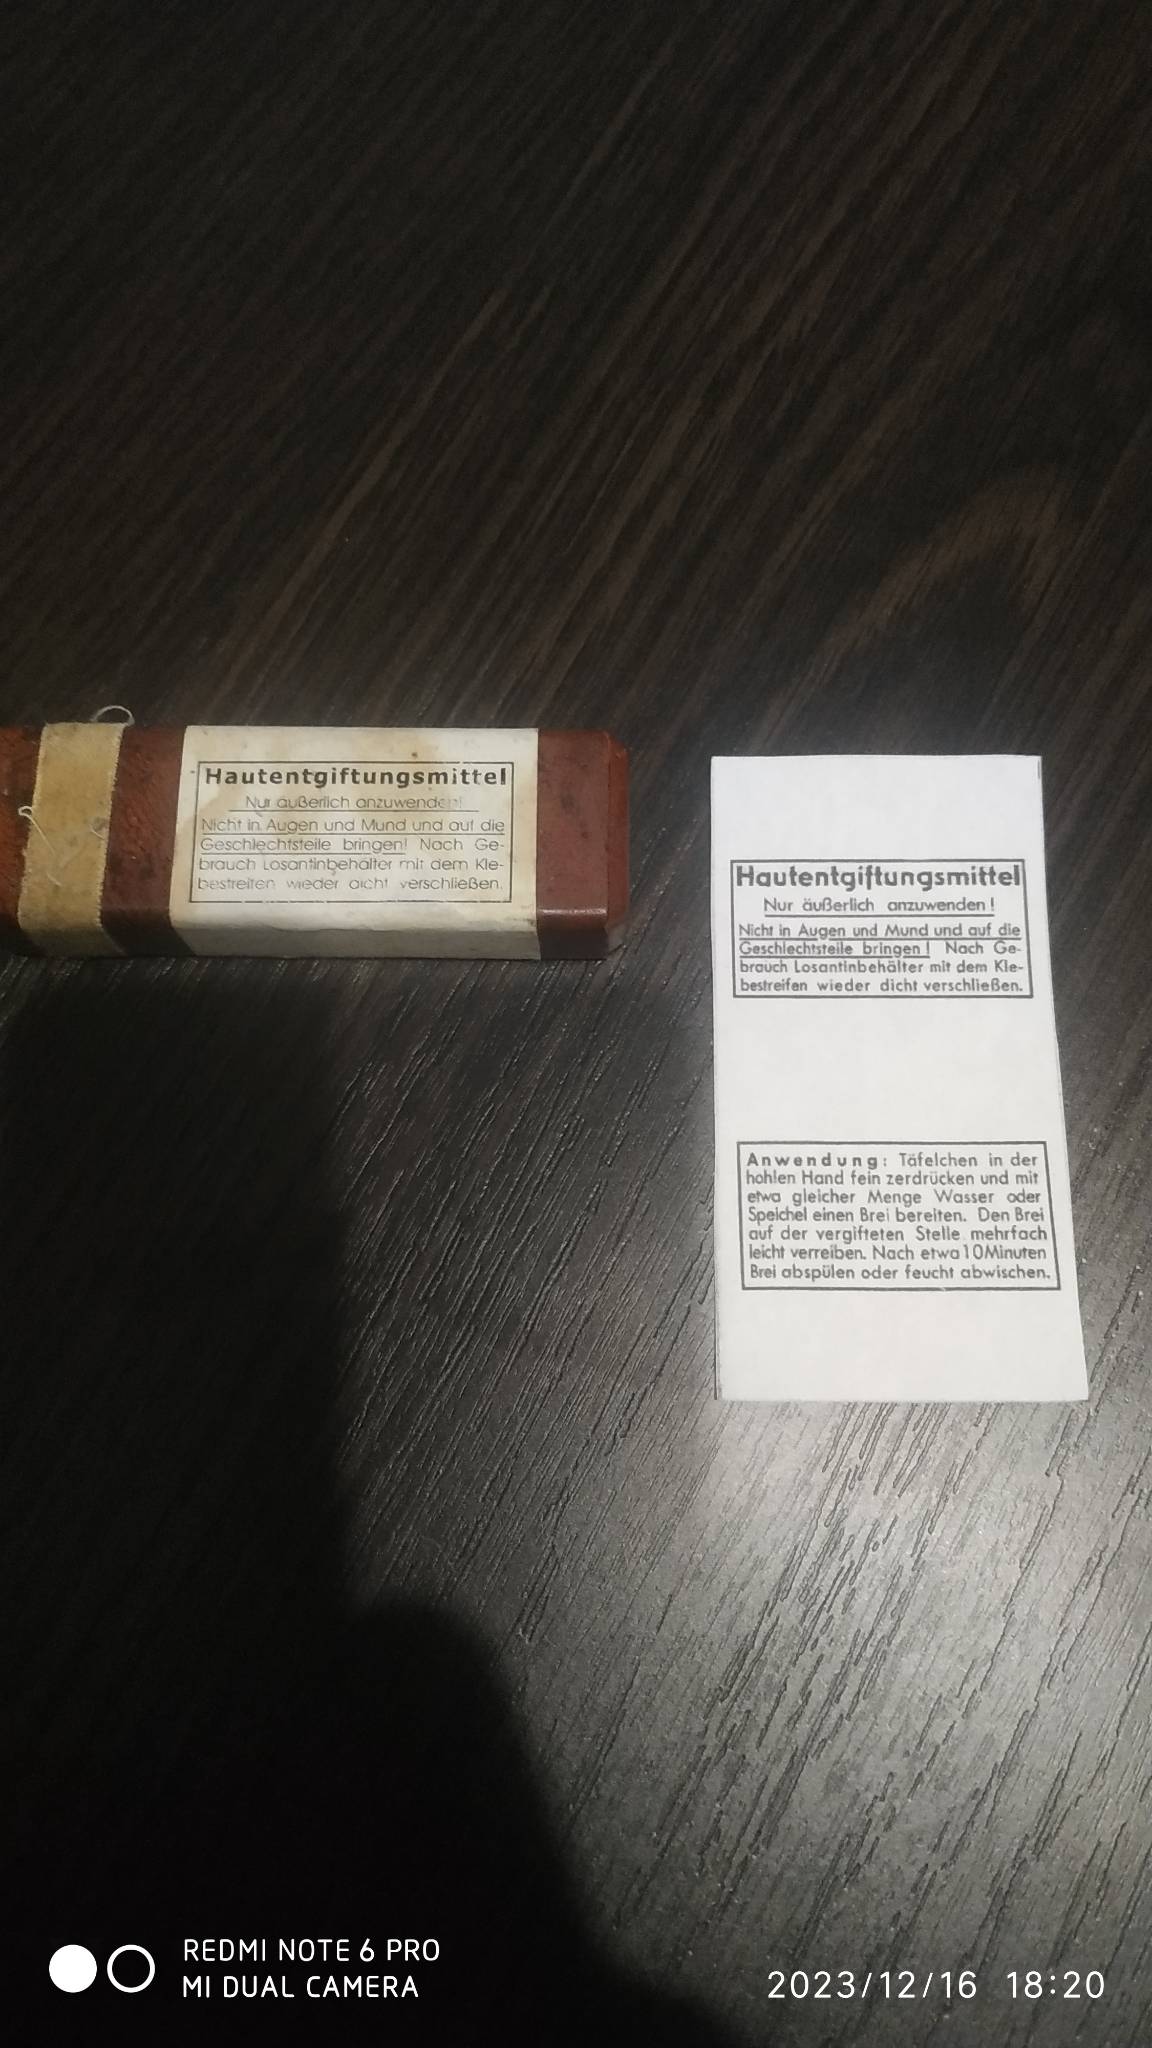 Hautentgiftungsmittel
Nur äußerlich anzuwenden!
Nicht in Augen und Mund und auf die
Geschlechtsteile bringen! Nach Ge-
brauch Losantinbehälter mit dem Kle-
bestreifen wieder dicht verschließen.
Hautentgiftungsmittel
Nur äußerlich anzuwenden!
Nicht in Augen und Mund und auf die
Geschlechtsteile bringen! Nach Ge-
brauch Losantinbehälter mit dem Kle-
bestreifen wieder dicht verschließen.
Anwendung: Täfelchen in der
hohlen Hand fein zerdrücken und mit
etwa gleicher Menge Wasser oder
Speichel einen Brei bereiten. Den Brei
auf der vergifteten Stelle mehrfach
leicht verreiben. Nach etwa 10 Minuten
Brei abspülen oder feucht abwischen.
REDMI NOTE 6 PRO
MI DUAL CAMERA
2023/12/16 18:20